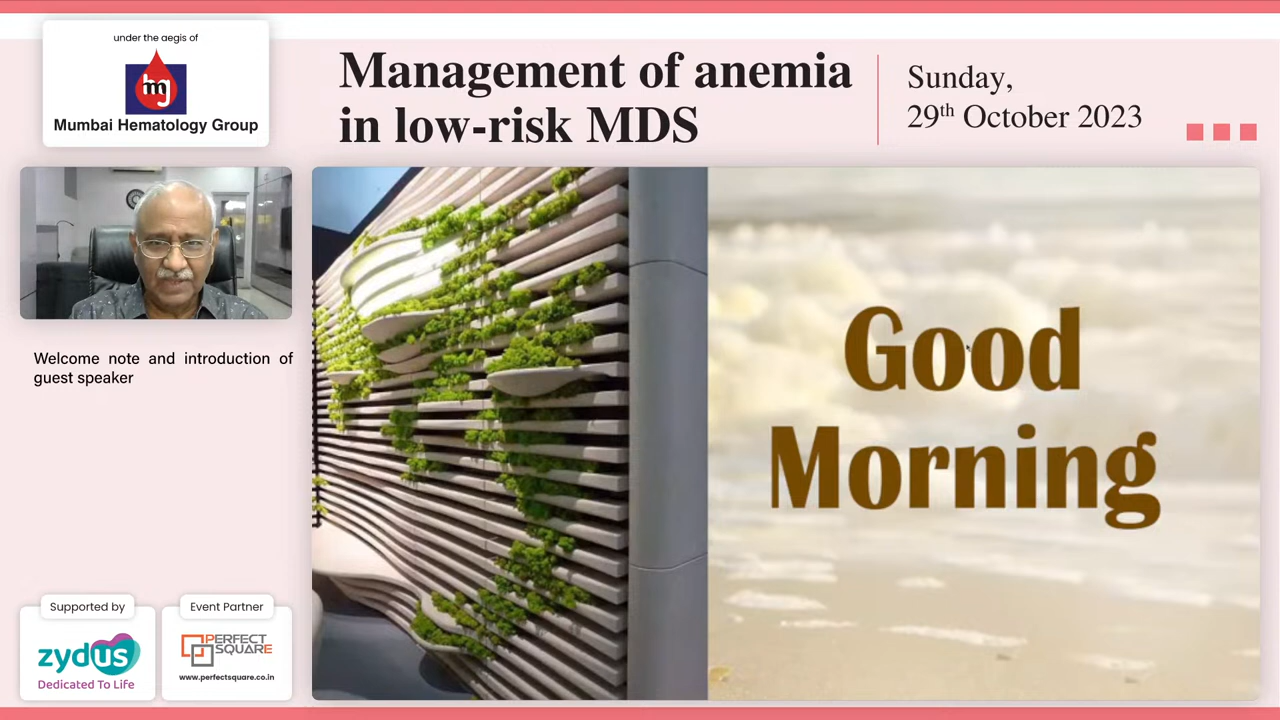 under the aegis of
mg
Mumbai Hematology Group
Management of anemia
in low-risk MDS
Sunday,
29th October 2023
Welcome note and introduction of
guest speaker
Good
Morning
Supported by
zydus
Dedicated To Life
Event Partner
PERFECT
SQUARE
www.perfectsquare.co.in